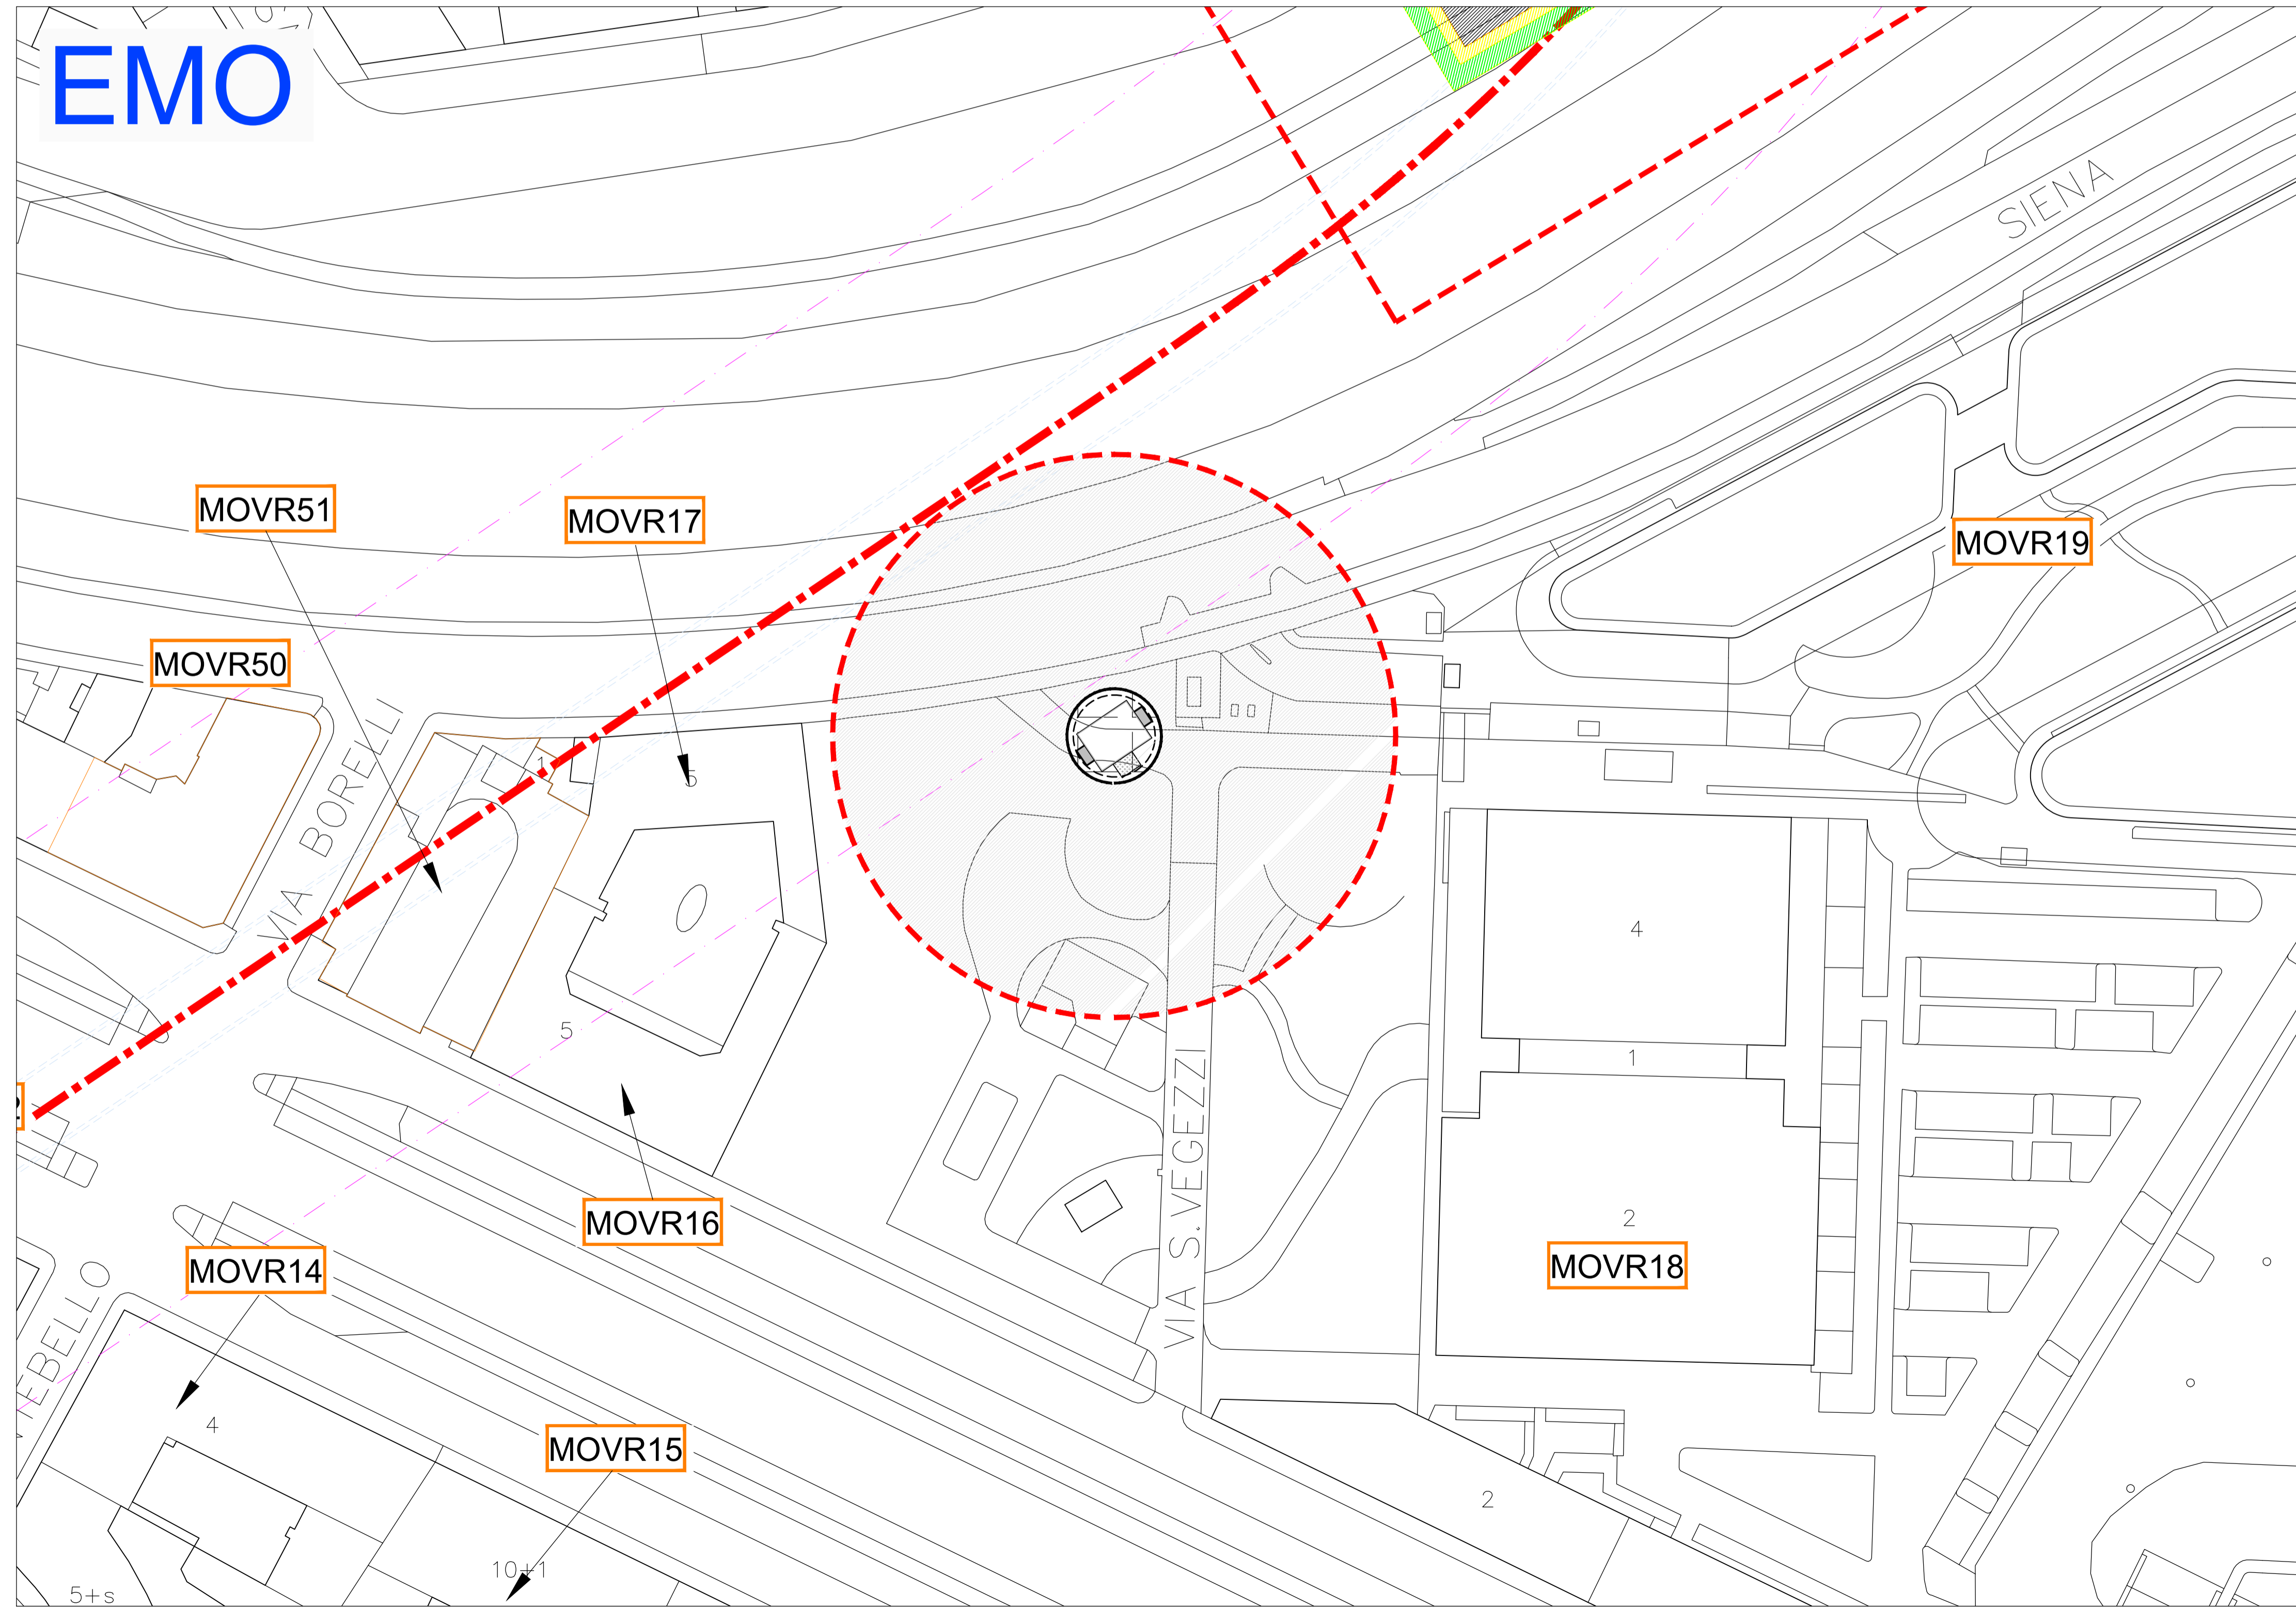 EMO
SIENA
MOVR51
MOVR17
MOVR19
MOVR50
VIA BORELLI
1
5
4
5
1
VIA S.VEGEZZI
MOVR16
2
MOVR14
MOVR18
4
MOVR15
2
10+1
5+s